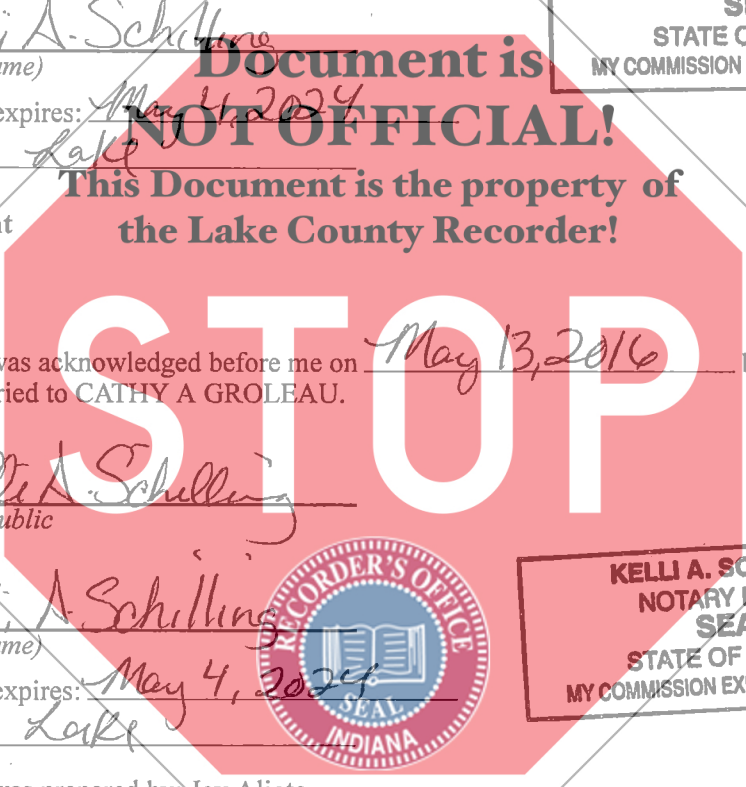 A. Schilling
STATE O
ame)
MY COMMISSION
Document is
expires: May 4, 2024
NOT OFFICIAL!
Lake
This Document is the property of
the Lake County Recorder!
STOP
was acknowledged before me on May 13, 2016 b
ried to CATHY A GROLEAU.
A. Schilling
ublic
A. Schilling
ame)
expires: May 4, 2024
Lake
RECORDER'S OFFICE
SEAL
INDIANA
KELLI A. SC
NOTARY
SEA
STATE OF
MY COMMISSION EX